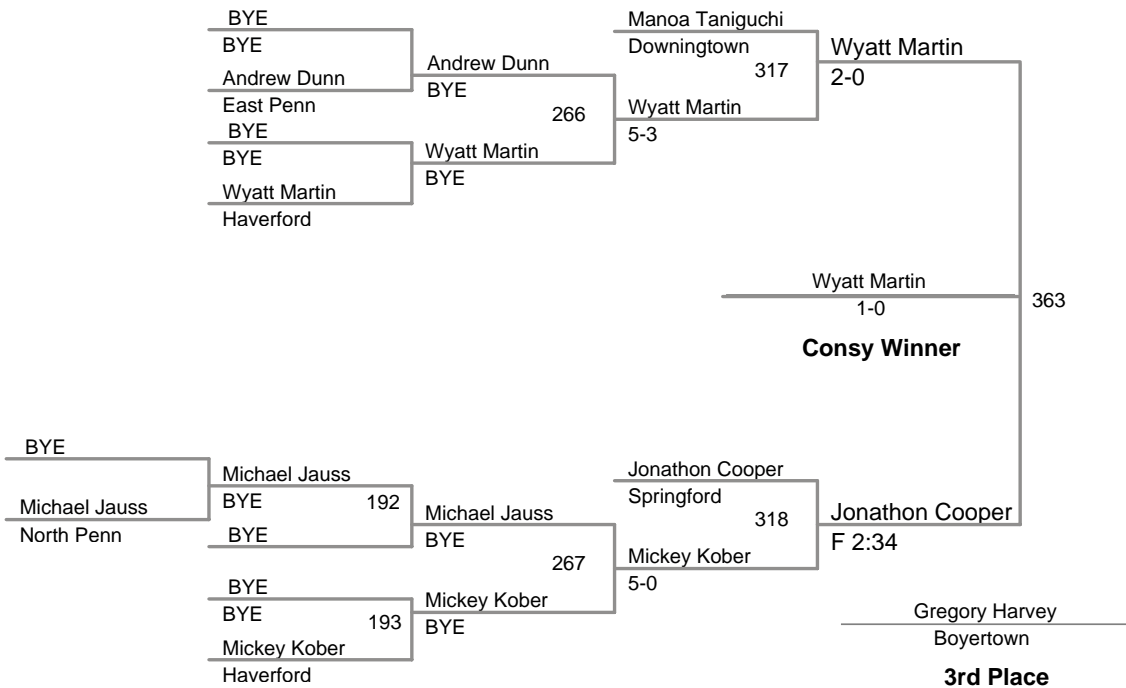 BYE
BYE
Andrew Dunn
East Penn
BYE
BYE
Wyatt Martin
Haverford
Andrew Dunn
BYE
266
Wyatt Martin
BYE
Manoa Taniguchi
Downingtown
317
Wyatt Martin
5-3
Wyatt Martin
2-0
Wyatt Martin
1-0
363
Consy Winner
BYE
Michael Jauss
North Penn
Michael Jauss
BYE
192
BYE
BYE
BYE
193
Mickey Kober
Haverford
Michael Jauss
BYE
267
Mickey Kober
BYE
Jonathon Cooper
Springford
318
Mickey Kober
5-0
Jonathon Cooper
F 2:34
Gregory Harvey
Boyertown
3rd Place